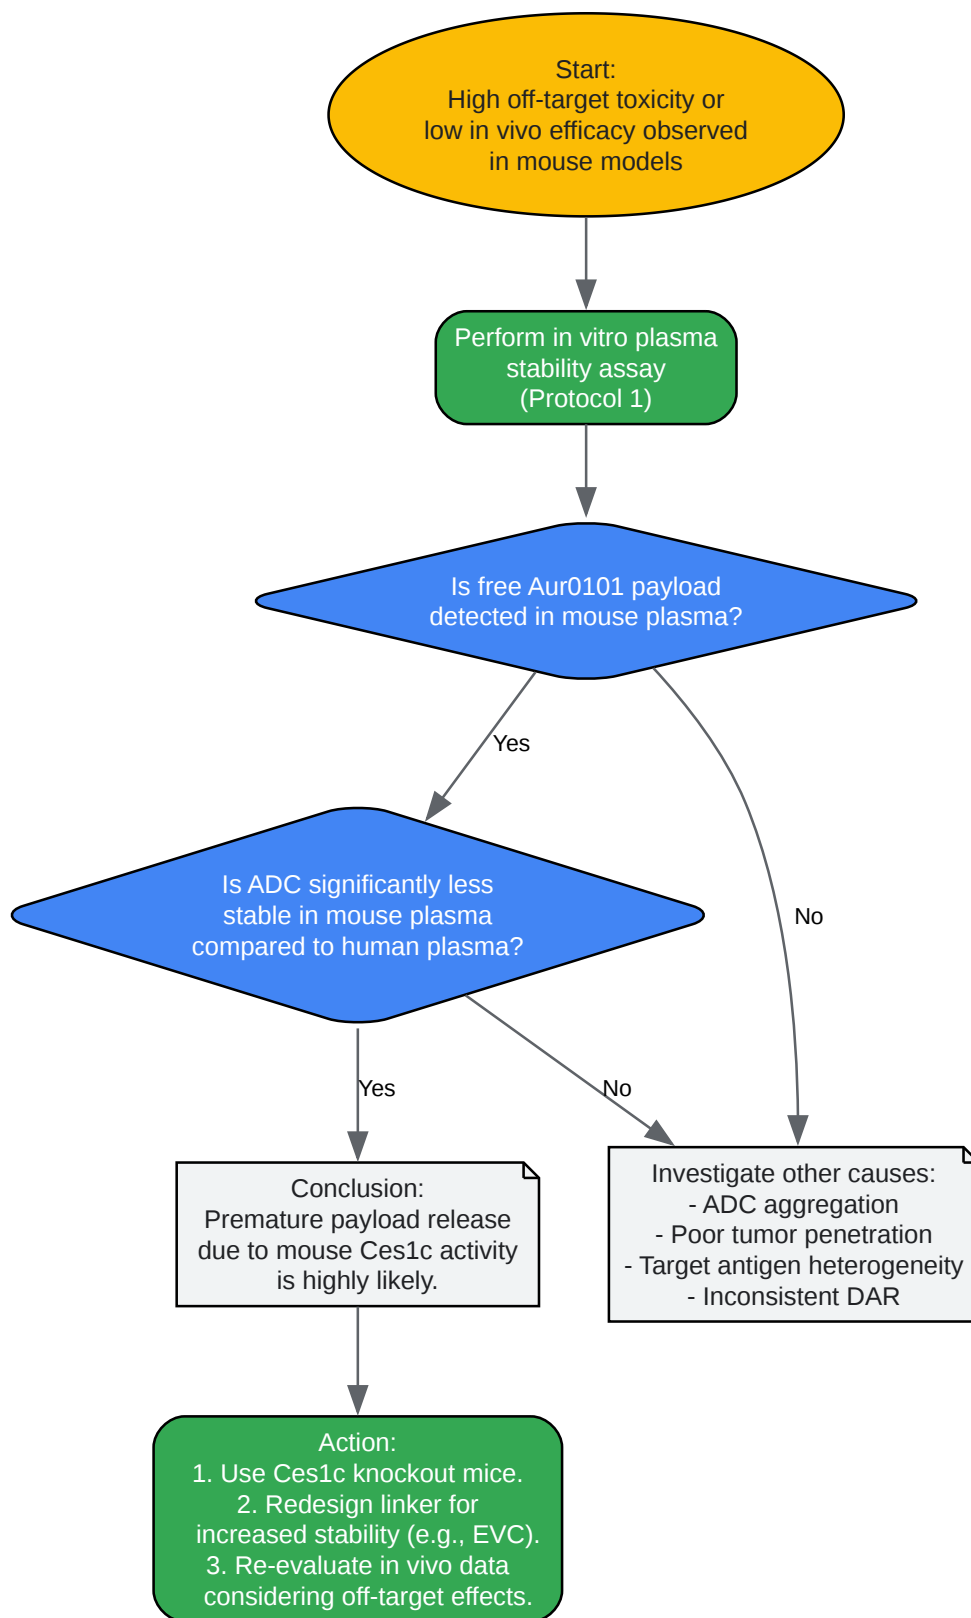 Start:
High off-target toxicity or
low in vivo efficacy observed
in mouse models
Perform in vitro plasma
stability assay
(Protocol 1)
Is free Aur0101 payload
detected in mouse plasma?
Yes
Is ADC significantly less
stable in mouse plasma
compared to human plasma?
No
Yes
No
Conclusion:
Premature payload release
due to mouse Ces1c activity
is highly likely.
Investigate other causes:
- ADC aggregation
- Poor tumor penetration
- Target antigen heterogeneity
- Inconsistent DAR
Action:
1. Use Ces1c knockout mice.
2. Redesign linker for
increased stability (e.g., EVC).
3. Re-evaluate in vivo data
considering off-target effects.